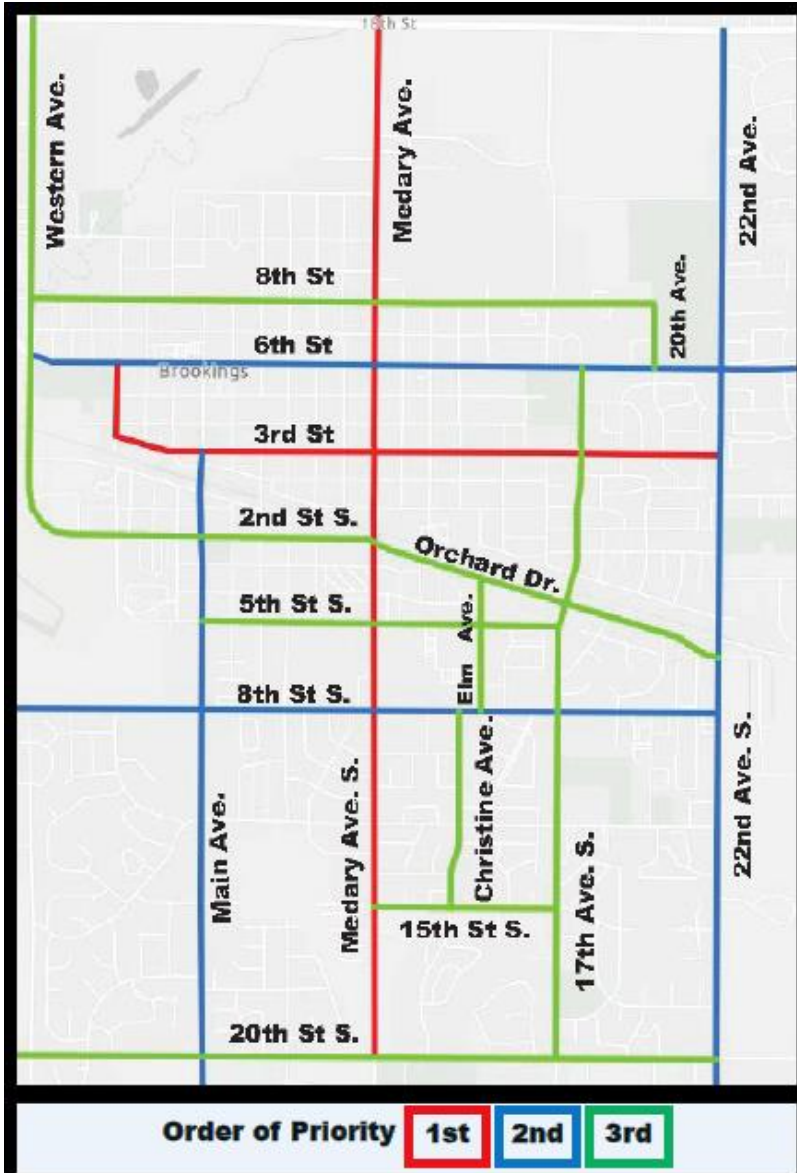 18th St
Western Ave.
Medary Ave.
22nd Ave.
8th St
20th Ave.
6th St
Brookings
3rd St
2nd St S.
Orchard Dr.
5th St S.
Elm Ave.
8th St S.
Main Ave.
Medary Ave. S.
Christine Ave.
17th Ave. S.
22nd Ave. S.
15th St S.
20th St S.
Order of Priority 1st 2nd 3rd